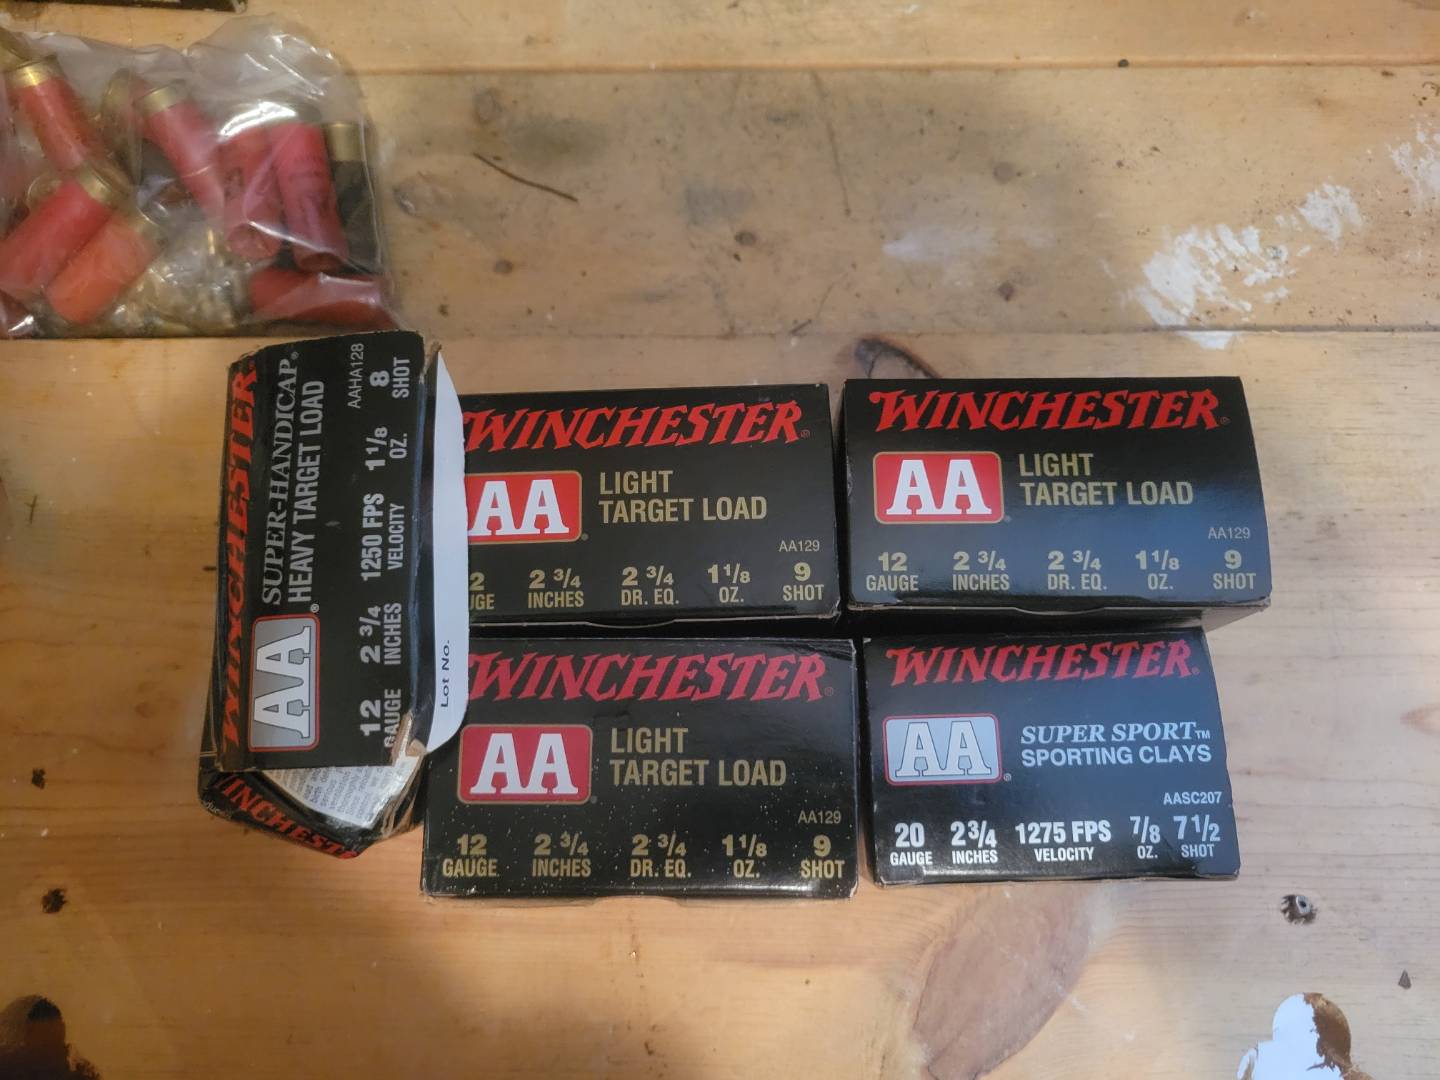 WINCHESTER®
SUPER-HANDICAP®
HEAVY TARGET LOAD
AA®
AAHA128
12 GAUGE
2 3/4 INCHES
1250 FPS VELOCITY
1 1/8 OZ.
8 SHOT
Lot No.
WINCHESTER®
AA®
LIGHT
TARGET LOAD
AA129
2 3/4 INCHES
2 3/4 DR. EQ.
1 1/8 OZ.
9 SHOT
WINCHESTER®
AA®
LIGHT
TARGET LOAD
AA129
12 GAUGE
2 3/4 INCHES
2 3/4 DR. EQ.
1 1/8 OZ.
9 SHOT
WINCHESTER®
AA®
LIGHT
TARGET LOAD
AA129
12 GAUGE
2 3/4 INCHES
2 3/4 DR. EQ.
1 1/8 OZ.
9 SHOT
WINCHESTER®
AA®
SUPER SPORT™
SPORTING CLAYS
AASC207
20 GAUGE
2 3/4 INCHES
1275 FPS VELOCITY
7/8 OZ.
7 1/2 SHOT